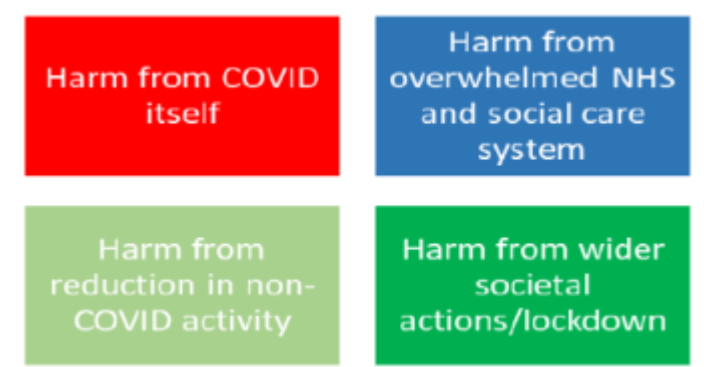 Harm from COVID
itself
Harm from
overwhelmed NHS
and social care
system
Harm from
reduction in non-
COVID activity
Harm from wider
societal
actions/lockdown